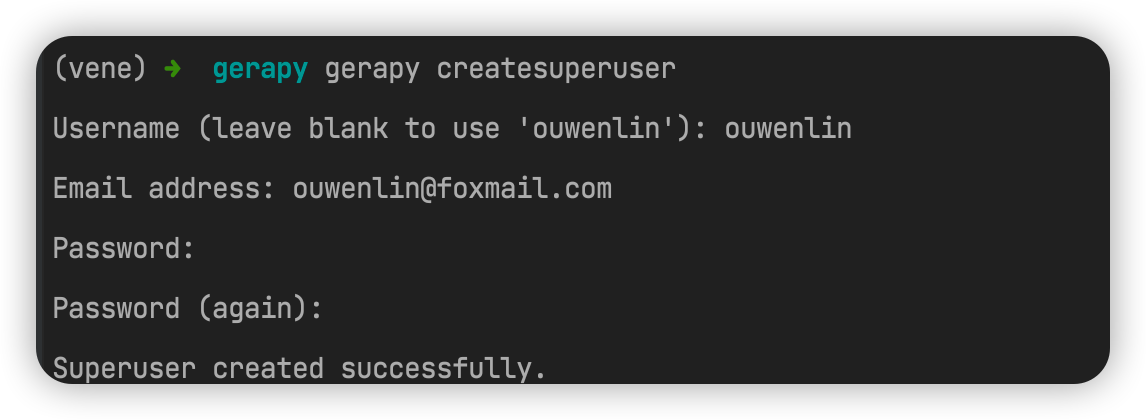 (vene) ➜ gerapy gerapy createsuperuser
Username (leave blank to use 'ouwenlin'): ouwenlin
Email address: ouwenlin@foxmail.com
Password:
Password (again):
Superuser created successfully.